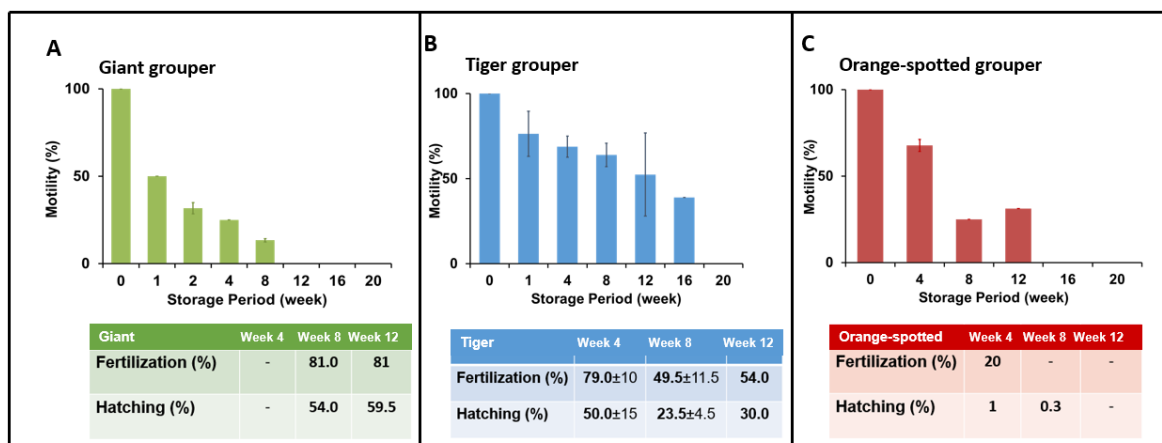 A
Giant grouper
100
50
0
Motility (%)
0 1 2 4 8 12 16 20
Storage Period (week)
Giant Week 4 Week 8 Week 12
Fertilization (%) - 81.0 81
Hatching (%) - 54.0 59.5
B
Tiger grouper
100
50
0
Motility (%)
0 1 4 8 12 16 20
Storage Period (week)
Tiger Week 4 Week 8 Week 12
Fertilization (%) 79.0±10 49.5±11.5 54.0
Hatching (%) 50.0±15 23.5±4.5 30.0
C
Orange-spotted grouper
100
50
0
Motility (%)
0 4 8 12 16 20
Storage Period (week)
Orange-spotted Week 4 Week 8 Week 12
Fertilization (%) 20 - -
Hatching (%) 1 0.3 -